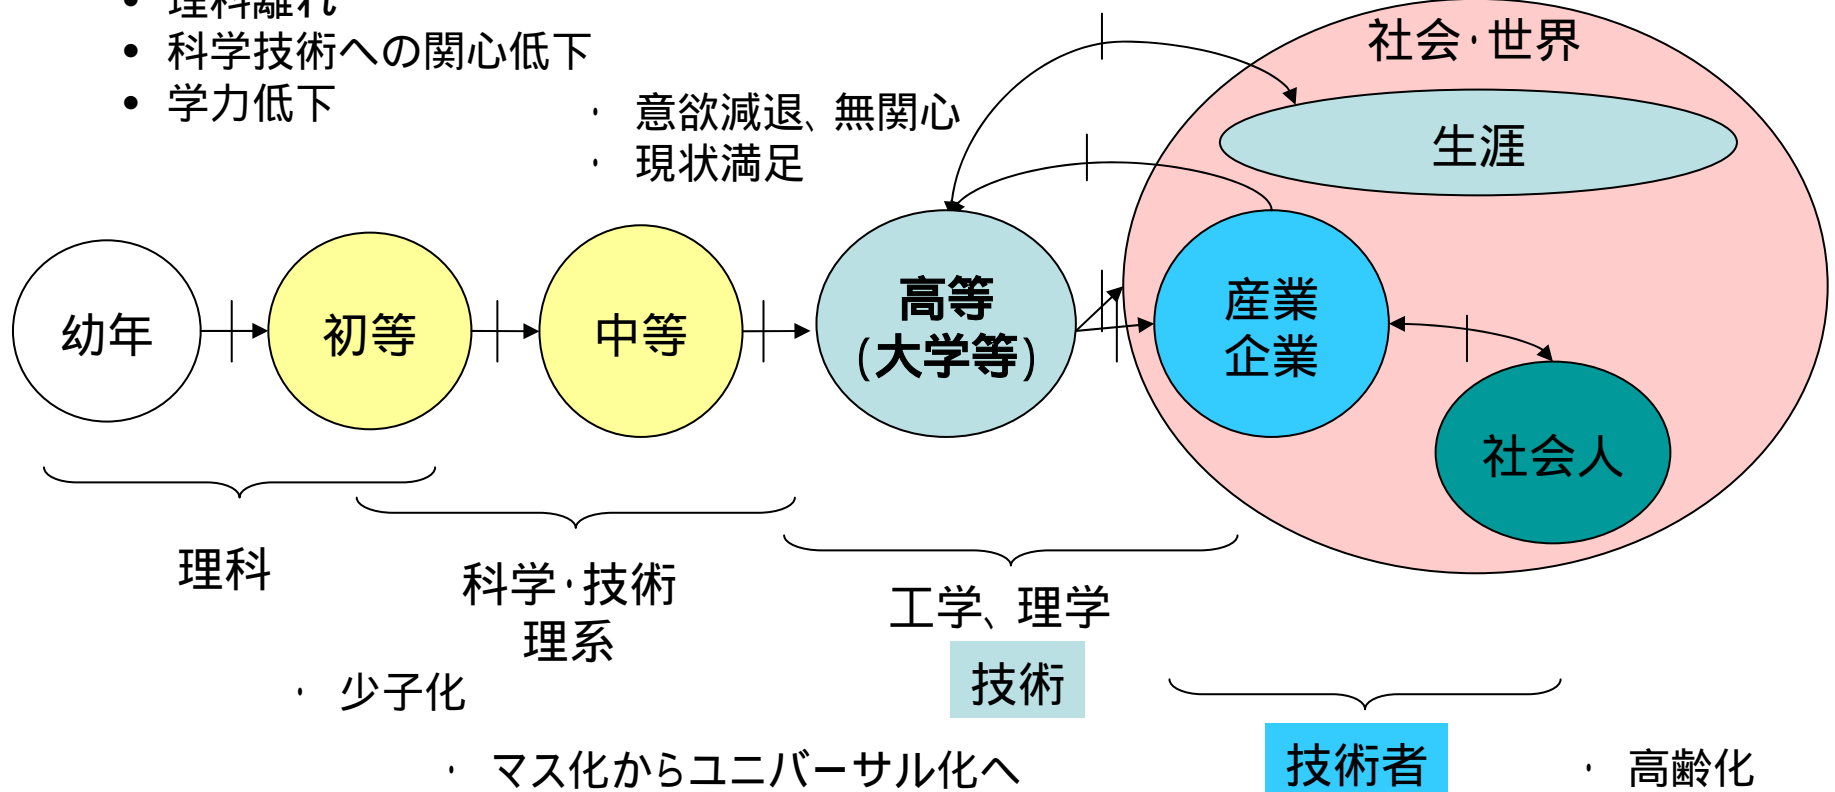 • 理科離れ
• 科学技術への関心低下
• 学力低下
・ 意欲減退、無関心
・ 現状満足
社会・世界
生涯
幼年
初等
中等
高等
(大学等)
産業
企業
社会人
理科
科学・技術
理系
工学、理学
技術
・ 少子化
・ マス化からユニバーサル化へ
技術者
・ 高齢化